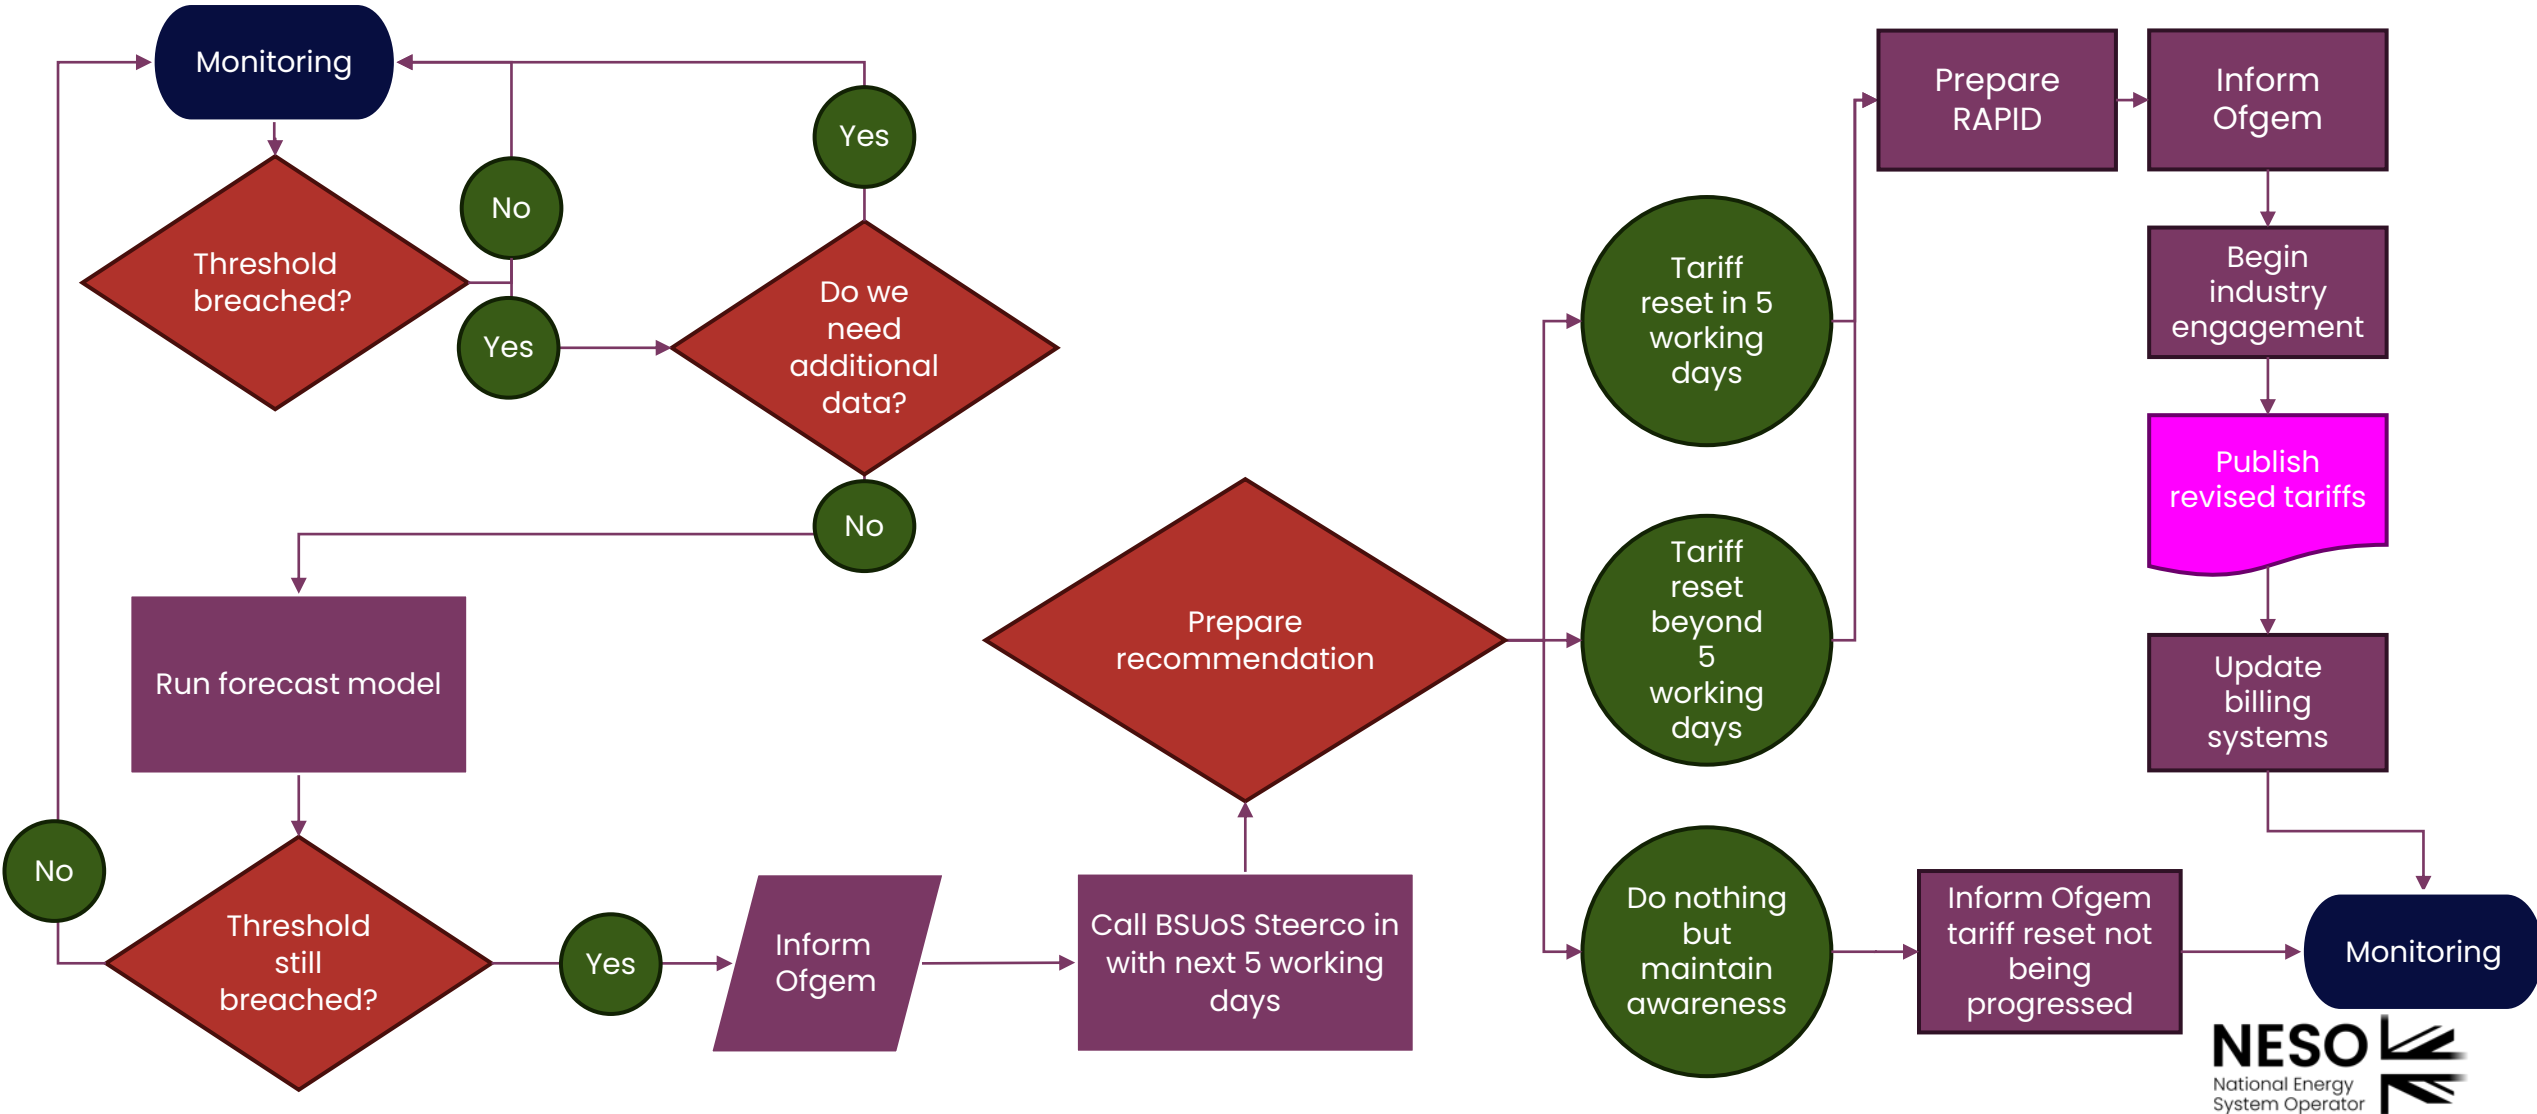 Monitoring
Threshold
breached?
No
Yes
Yes
Do we
need
additional
data?
No
Run forecast model
Threshold
still
breached?
No
Yes
Inform
Ofgem
Call BSUoS Steerco in
with next 5 working
days
Prepare
recommendation
Tariff
reset in 5
working
days
Tariff
reset
beyond
5
working
days
Do nothing
but
maintain
awareness
Prepare
RAPID
Inform
Ofgem
Begin
industry
engagement
Publish
revised tariffs
Update
billing
systems
Inform Ofgem
tariff reset not
being
progressed
Monitoring
NESO
National Energy
System Operator